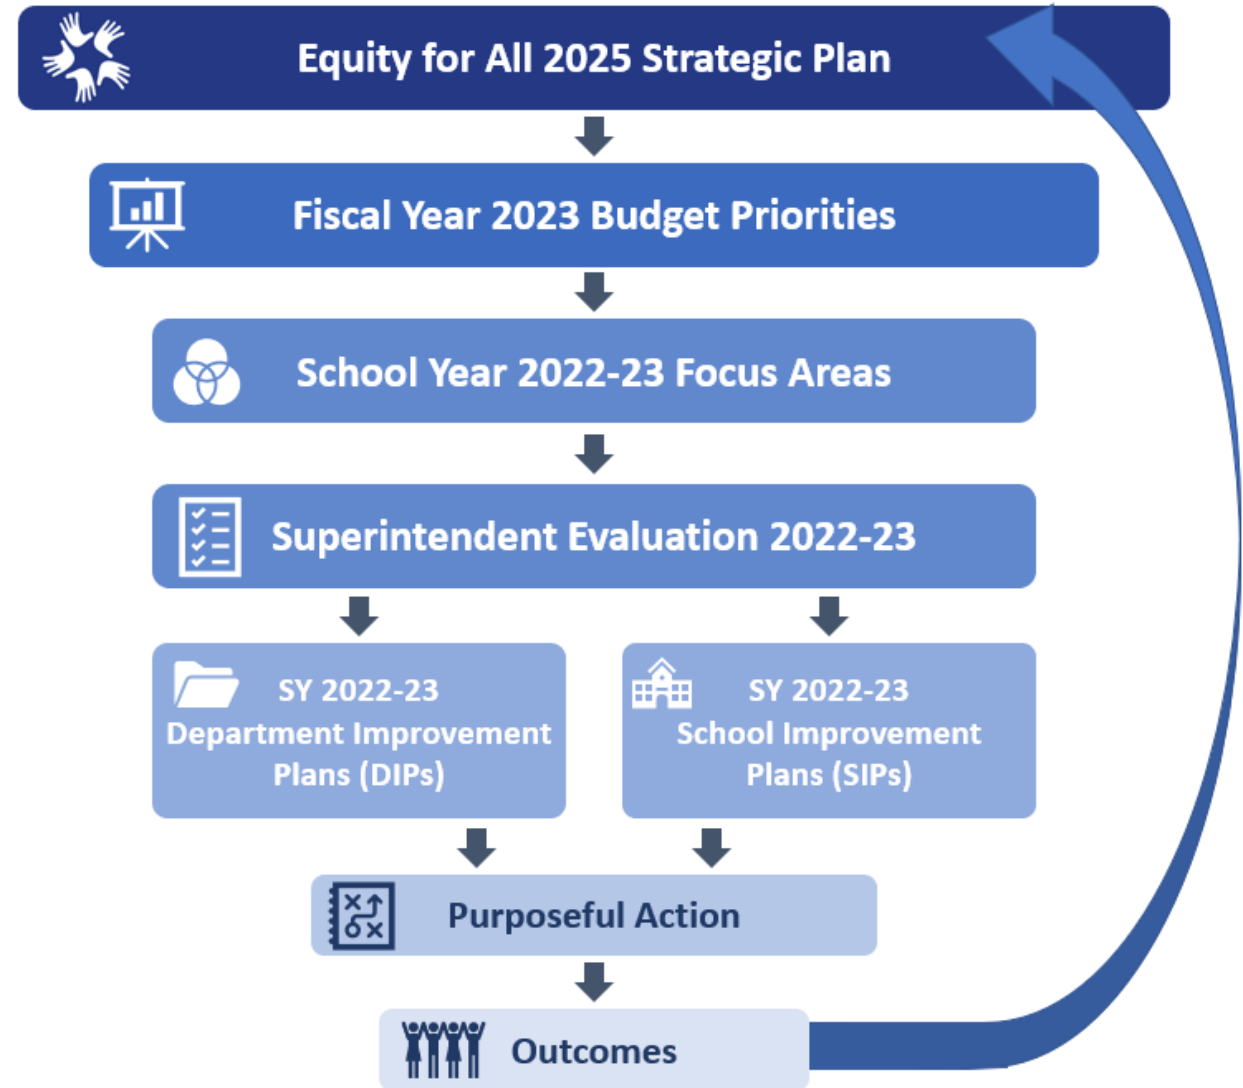 Equity for All 2025 Strategic Plan
Fiscal Year 2023 Budget Priorities
School Year 2022-23 Focus Areas
Superintendent Evaluation 2022-23
SY 2022-23
Department Improvement
Plans (DIPs)
SY 2022-23
School Improvement
Plans (SIPs)
Purposeful Action
Outcomes